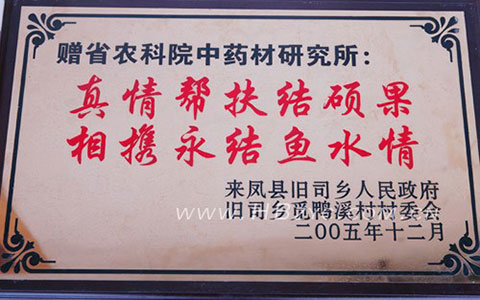 赠省农科院中药材研究所：
真情帮扶结硕果
相携永结鱼水情
来凤县旧司乡人民政府
旧司乡觅鸭溪村村委会
二〇〇五年十二月